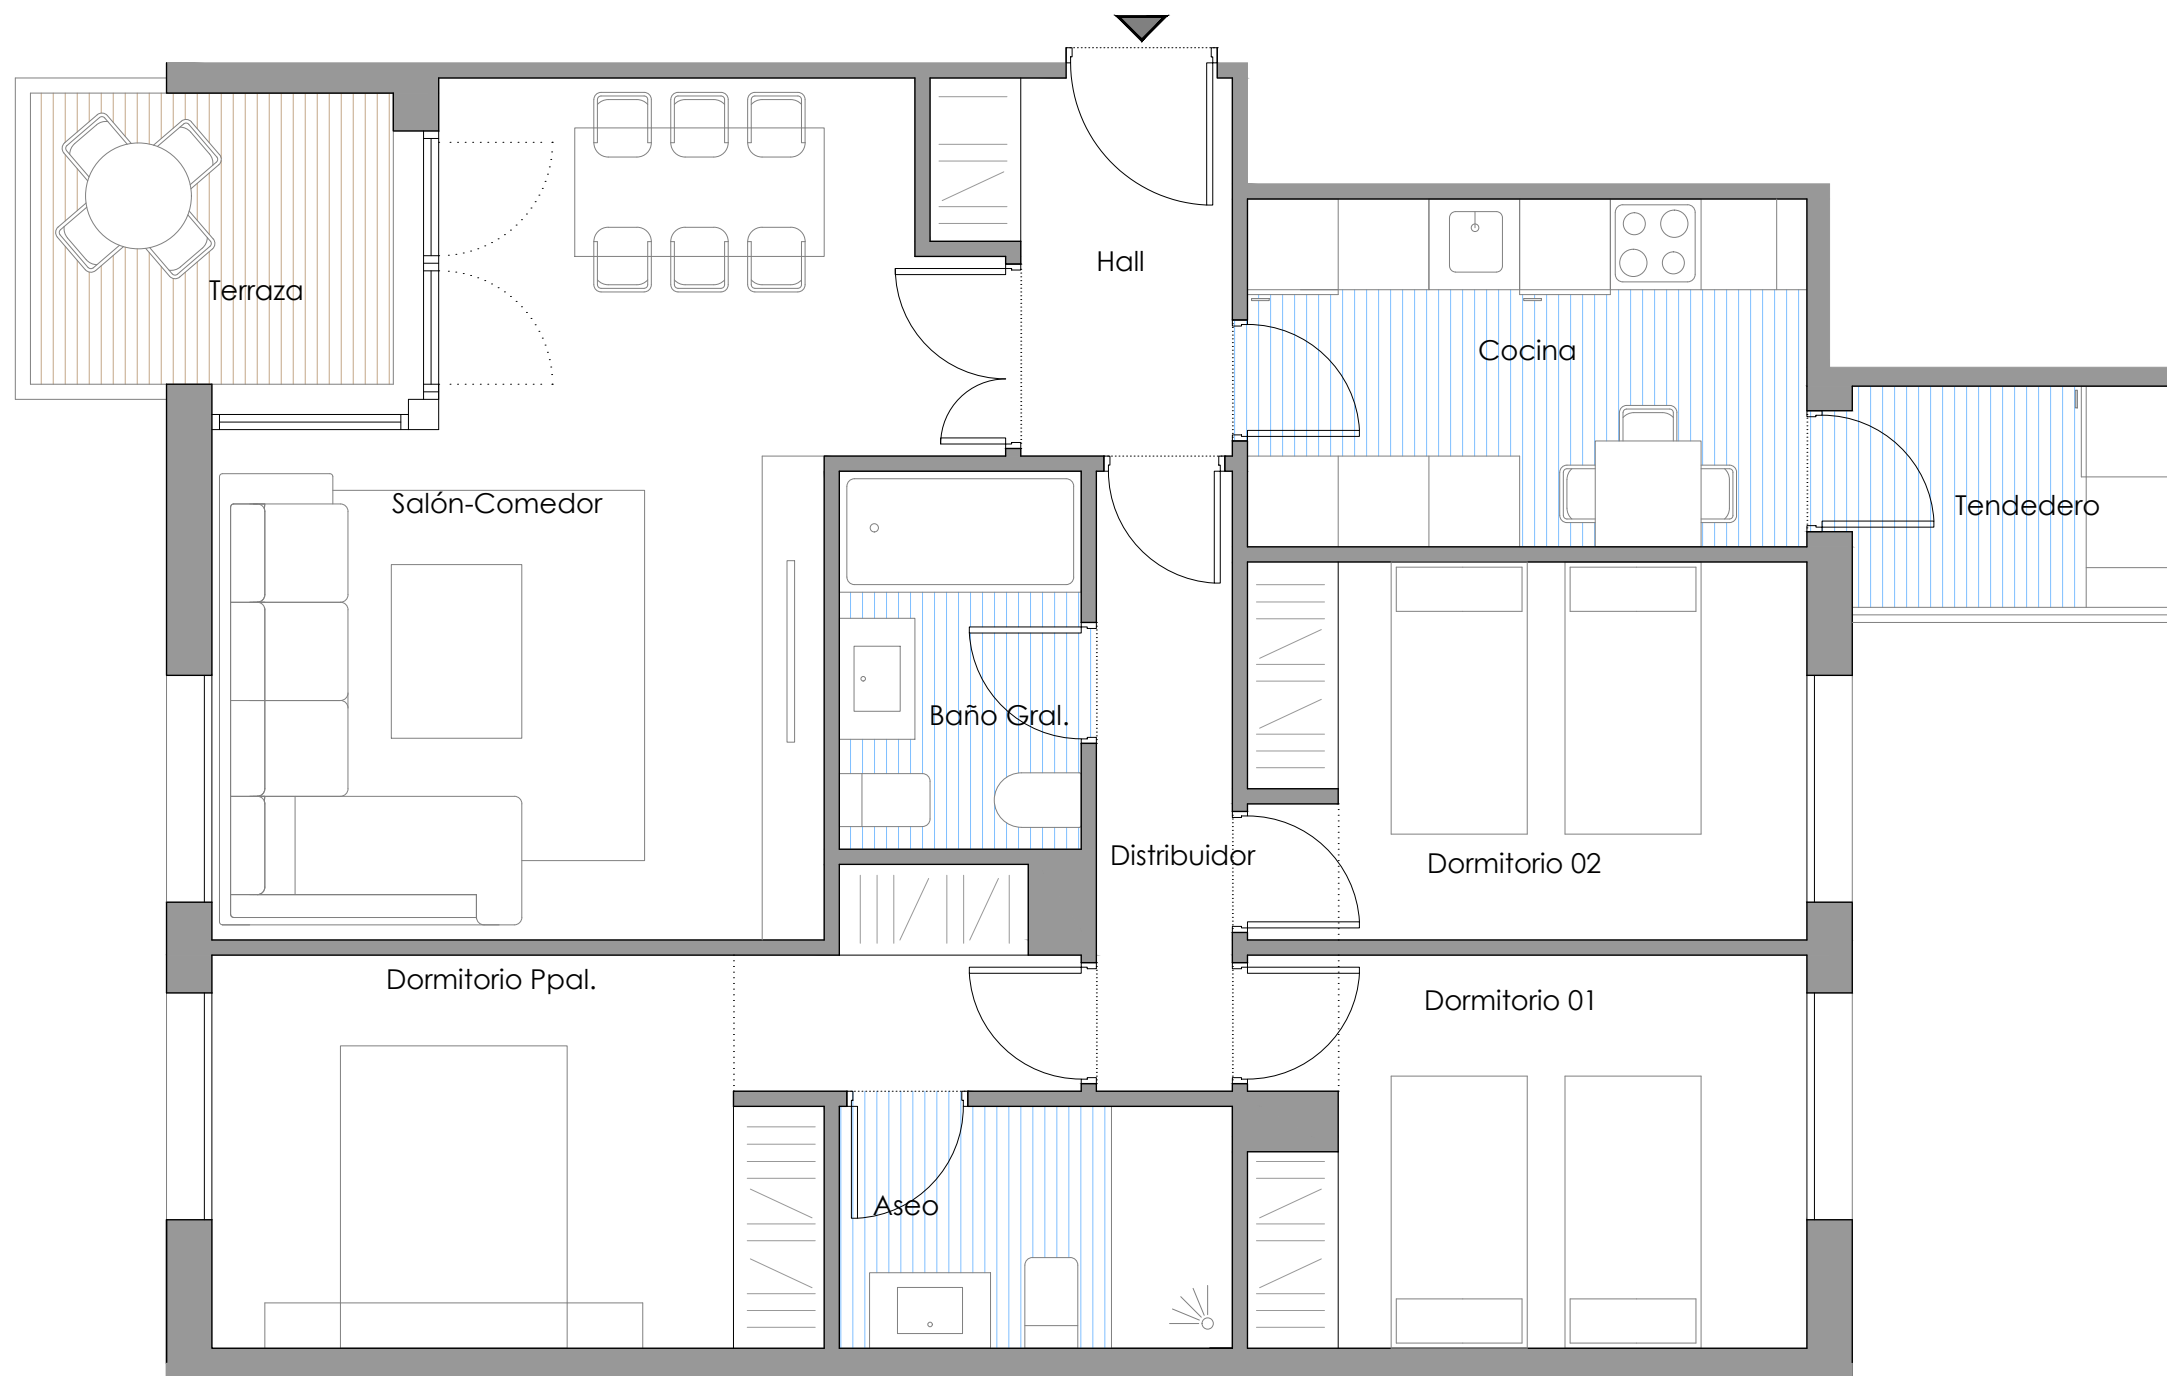 Hall
Terraza
Cocina
Salón-Comedor
Tendedero
Baño Gral.
Distribuidor
Dormitorio 02
Dormitorio Ppal.
Dormitorio 01
Aseo